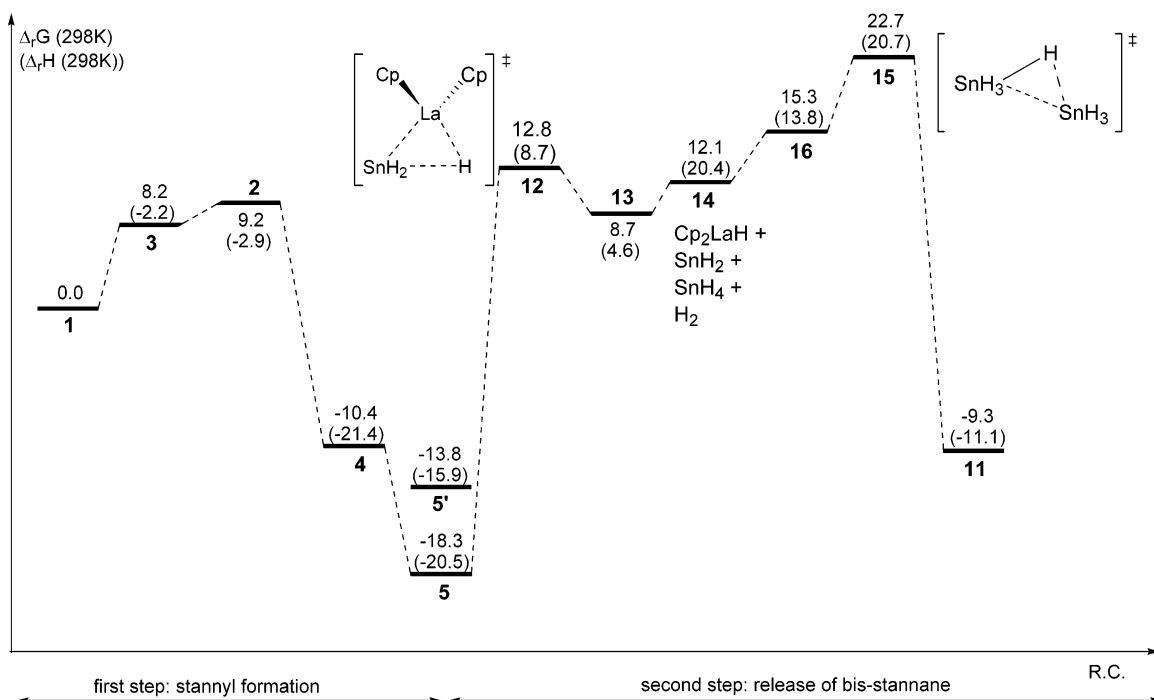 ΔrG (298K)
(ΔrH (298K))
0.0
1
8.2
(-2.2)
3
2
9.2
(-2.9)
-10.4
(-21.4)
4
-13.8
(-15.9)
5'
-18.3
(-20.5)
5
Cp Cp
La
SnH2 H
‡
12.8
(8.7)
12
13
8.7
(4.6)
12.1
(20.4)
14
Cp2LaH +
SnH2 +
SnH4 +
H2
15.3
(13.8)
16
22.7
(20.7)
15
H
SnH3
SnH3
‡
-9.3
(-11.1)
11
R.C.
first step: stannyl formation
second step: release of bis-stannane